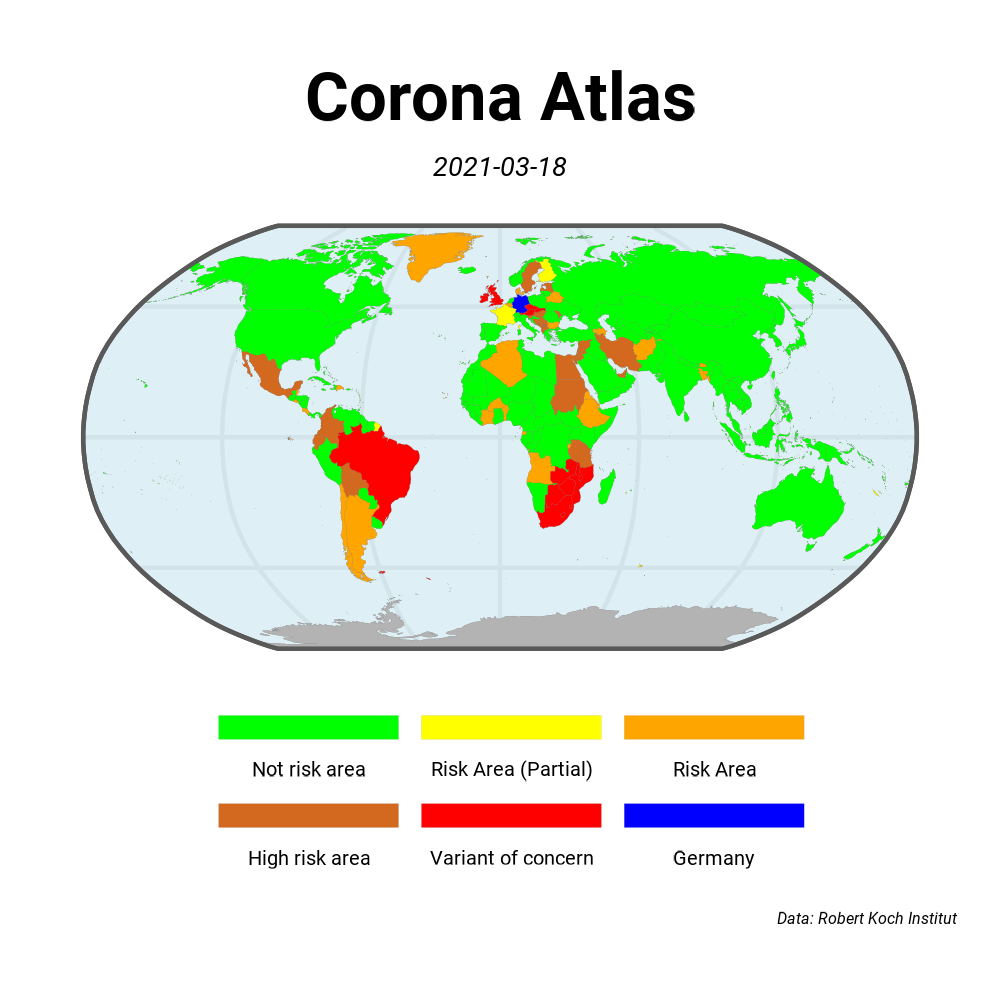 Corona Atlas
2021-03-18
Not risk area
Risk Area (Partial)
Risk Area
High risk area
Variant of concern
Germany
Data: Robert Koch Institut